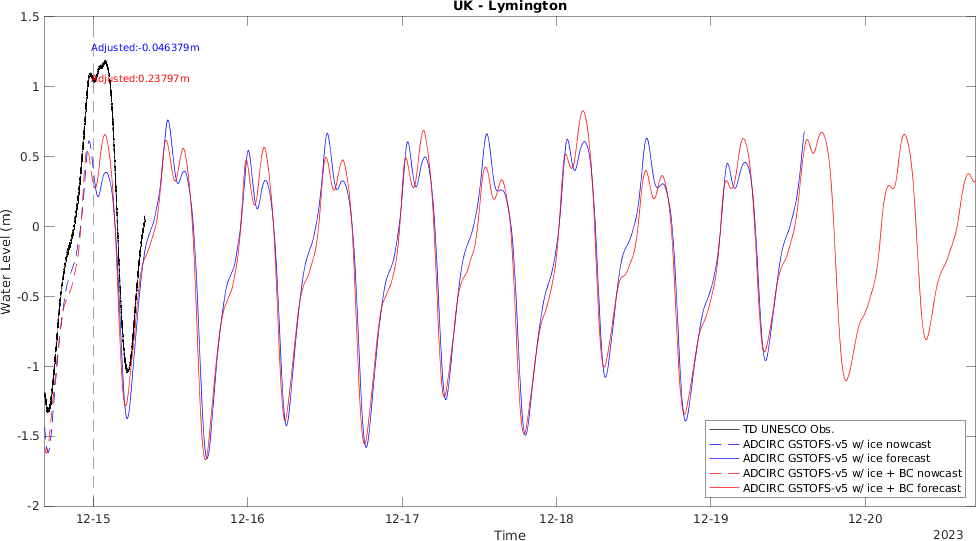 UK - Lymington
1.5
1
0.5
0
-0.5
-1
-1.5
-2
Water Level (m)
Adjusted:-0.046379m
Adjusted:0.23797m
TD UNESCO Obs.
ADCIRC GSTOFS-v5 w/ ice nowcast
ADCIRC GSTOFS-v5 w/ ice forecast
ADCIRC GSTOFS-v5 w/ ice + BC nowcast
ADCIRC GSTOFS-v5 w/ ice + BC forecast
12-15 12-16 12-17 12-18 12-19 12-20
Time
2023